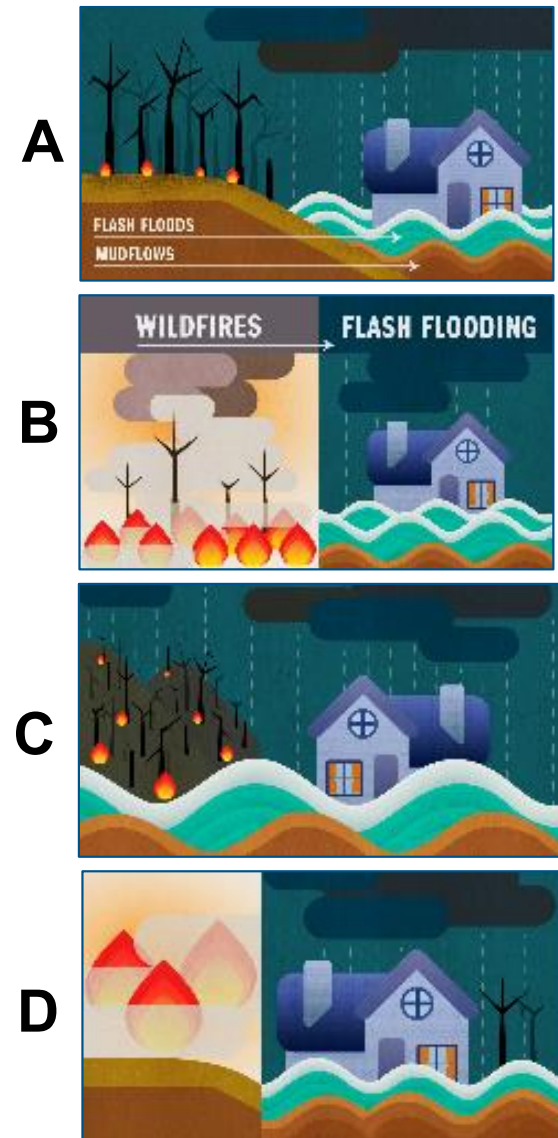 A
FLASH FLOODS
MUDFLOWS
B
WILDFIRES
FLASH FLOODING
C
D